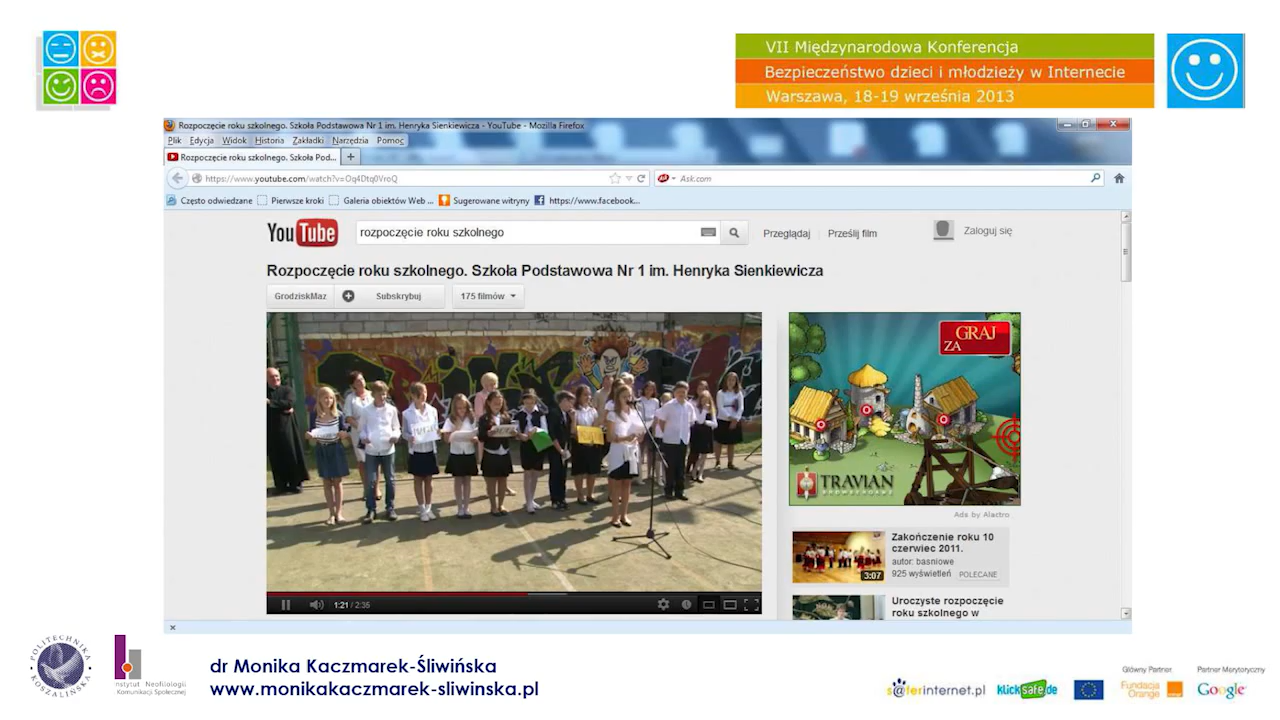 VII Międzynarodowa Konferencja
Bezpieczeństwo dzieci i młodzieży w Internecie
Warszawa, 18-19 września 2013
Rozpoczęcie roku szkolnego. Szkoła Podstawowa Nr 1 im. Henryka Sienkiewicza - YouTube - Mozilla Firefox
Plik Edycja Widok Historia Zakładki Narzędzia Pomoc
Rozpoczęcie roku szkolnego. Szkoła Pod...
https://www.youtube.com/watch?v=Oq4Dtq0VroQ
Ask.com
Często odwiedzane Pierwsze kroki Galeria obiektów Web ... Sugerowane witryny https://www.facebook...
YouTube
rozpoczęcie roku szkolnego
Przeglądaj Prześlij film
Zaloguj się
Rozpoczęcie roku szkolnego. Szkoła Podstawowa Nr 1 im. Henryka Sienkiewicza
GrodziskMaz Subskrybuj 175 filmów
GRAJ
ZA
TRAVIAN
Ads by Alactro
Zakończenie roku 10
czerwiec 2011.
autor: basniowe
925 wyświetleń POLECANE
3:07
Uroczyste rozpoczęcie
roku szkolnego w
1:21 / 2:35
POLITECHNIKA
KOSZALIŃSKA
Instytut Neofilologii
Komunikacji Społecznej
dr Monika Kaczmarek-Śliwińska
www.monikakaczmarek-sliwinska.pl
s@ferinternet.pl
klicksafe.de
Główny Partner
Fundacja
Orange
Partner Merytoryczny
Google